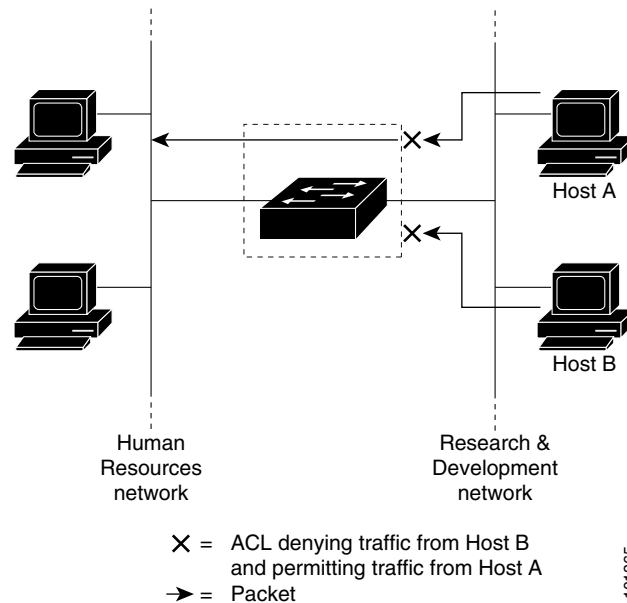 Host A
Host B
Human
Resources
network
Research &
Development
network
X = ACL denying traffic from Host B
and permitting traffic from Host A
= Packet